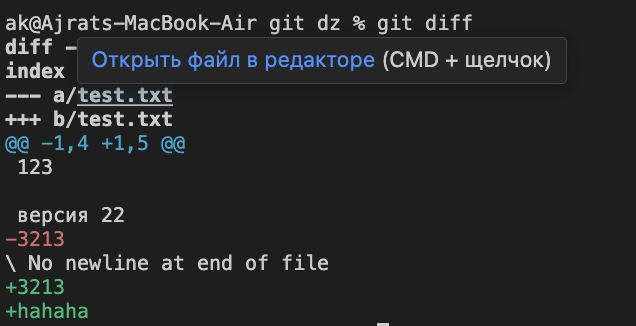 ak@Ajrats-MacBook-Air git dz % git diff
diff -
Открыть файл в редакторе (CMD + щелчок)
index
--- a/test.txt
+++ b/test.txt
@@ -1,4 +1,5 @@
 123

 версия 22
-3213
\ No newline at end of file
+3213
+hahaha